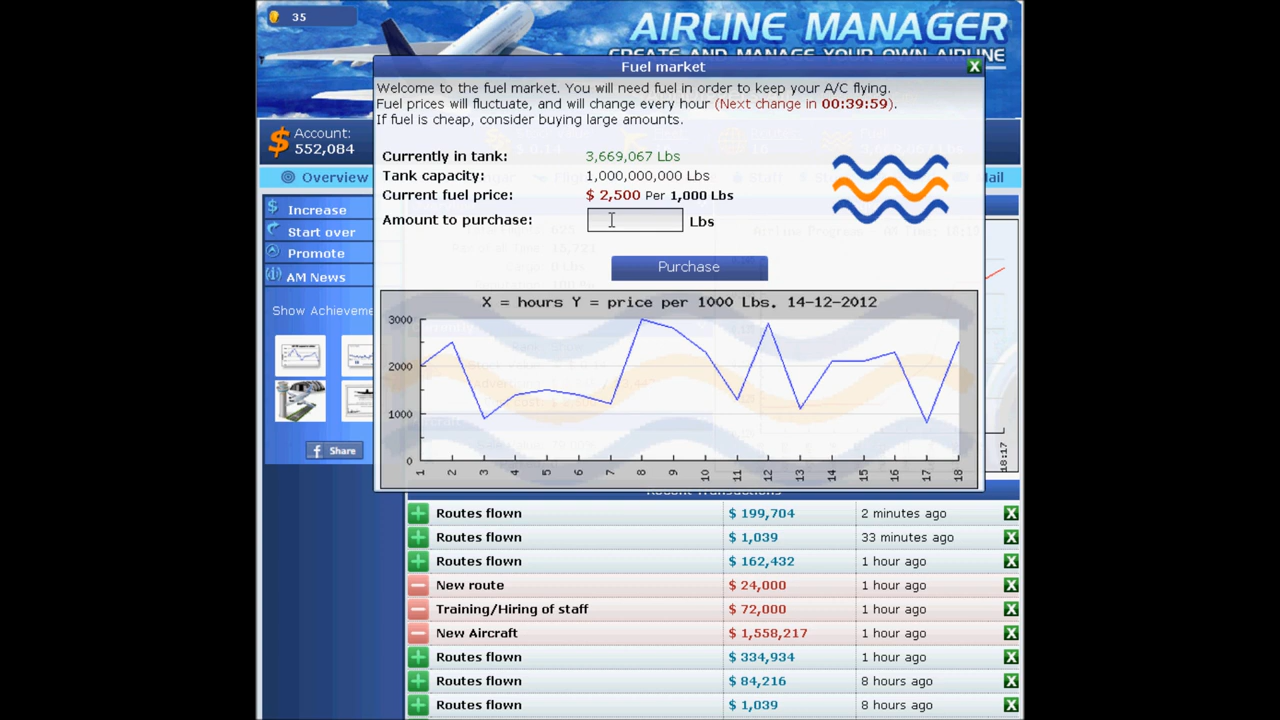 35
AIRLINE MANAGER
CREATE AND MANAGE YOUR OWN AIRLINE
Fuel market
X
Welcome to the fuel market. You will need fuel in order to keep your A/C flying.
Fuel prices will fluctuate, and will change every hour (Next change in 00:39:59).
If fuel is cheap, consider buying large amounts.
$ Account:
552,084
Currently in tank: 3,669,067 Lbs
Tank capacity: 1,000,000,000 Lbs
Current fuel price: $ 2,500 Per 1,000 Lbs
Amount to purchase: Lbs
Purchase
Overview
Mail
$ Increase
Start over
Promote
AM News
Show Achieveme
f Share
X = hours Y = price per 1000 Lbs. 14-12-2012
3000
2000
1000
0
1 2 3 4 5 6 7 8 9 10 11 12 13 14 15 16 17 18
18:17
Recent Transactions
Routes flown $ 199,704 2 minutes ago X
Routes flown $ 1,039 33 minutes ago X
Routes flown $ 162,432 1 hour ago X
New route $ 24,000 1 hour ago X
Training/Hiring of staff $ 72,000 1 hour ago X
New Aircraft $ 1,558,217 1 hour ago X
Routes flown $ 334,934 1 hour ago X
Routes flown $ 84,216 8 hours ago X
Routes flown $ 1,039 8 hours ago X